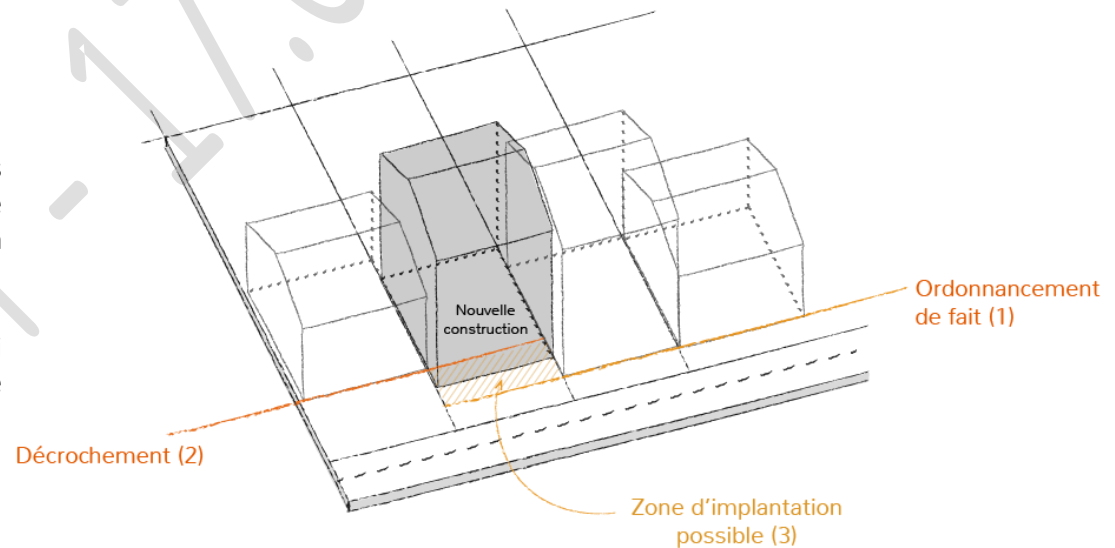 Nouvelle
construction
Ordonnancement
de fait (1)
Décrochement (2)
Zone d'implantation
possible (3)